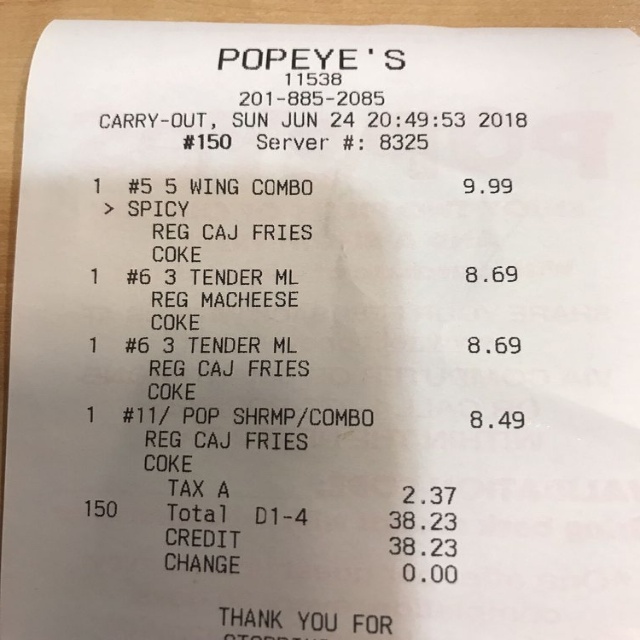 POPEYE'S
11538
201-885-2085
CARRY-OUT, SUN JUN 24 20:49:53 2018
#150 Server #: 8325
1 #5 5 WING COMBO 9.99
> SPICY
REG CAJ FRIES
COKE
1 #6 3 TENDER ML 8.69
REG MACHEESE
COKE
1 #6 3 TENDER ML 8.69
REG CAJ FRIES
COKE
1 #11/ POP SHRMP/COMBO 8.49
REG CAJ FRIES
COKE
TAX A 2.37
150 Total D1-4 38.23
CREDIT 38.23
CHANGE 0.00
THANK YOU FOR